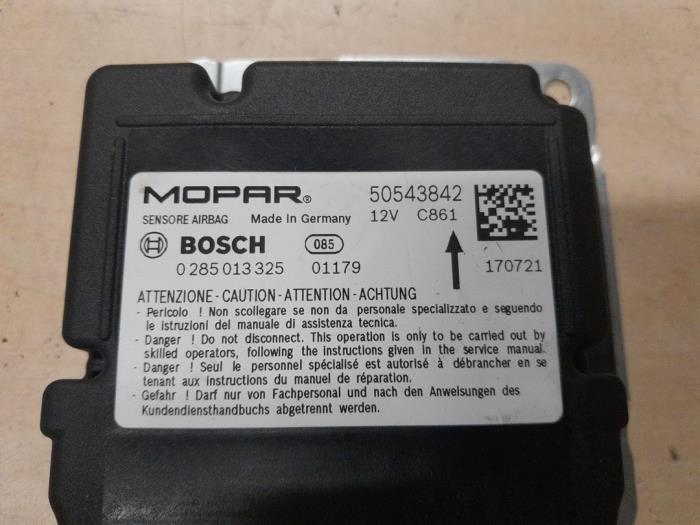 MOPAR® 50543842
SENSORE AIRBAG Made In Germany 12V C861
BOSCH 085
0 285 013 325 01179 170721
ATTENZIONE - CAUTION - ATTENTION - ACHTUNG
- Pericolo ! Non scollegare se non da personale specializzato e seguendo
le istruzioni del manuale di assistenza tecnica.
- Danger ! Do not disconnect. This operation is only to be carried out by
skilled operators, following the instructions given in the service manual.
- Danger ! Seul le personnel spécialisé est autorisé à débrancher en se
tenant aux instructions du manuel de réparation.
- Gefahr ! Darf nur von Fachpersonal und nach den Anweisungen des
Kundendiensthandbuchs abgetrennt werden.